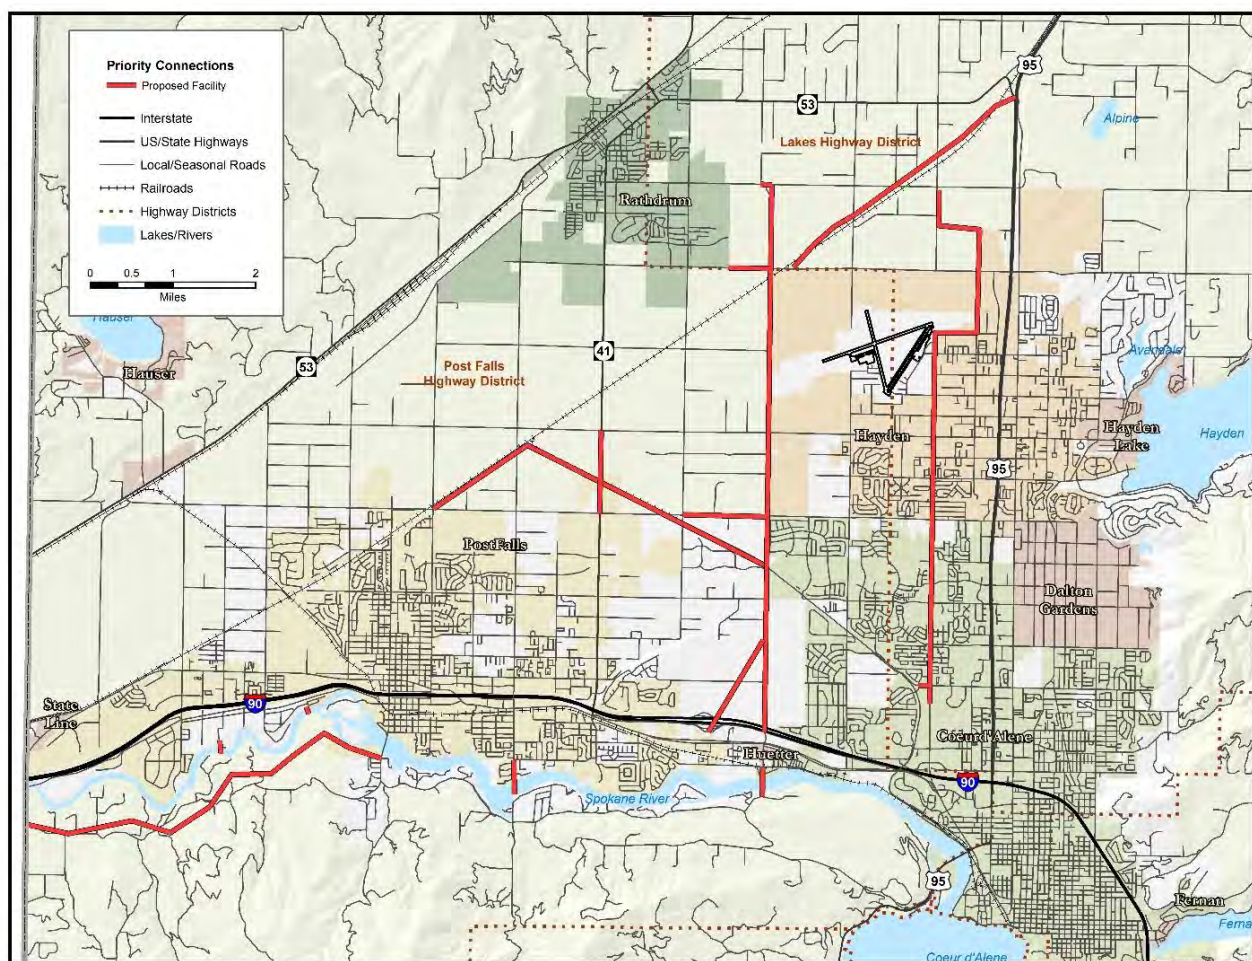 Priority Connections
Proposed Facility
Interstate
US/State Highways
Local/Seasonal Roads
Railroads
Highway Districts
Lakes/Rivers
0 0.5 1 2
Miles
95
53
Alpine
Lakes Highway District
Rathdrum
Hauser
Hauser
53
41
Post Falls
Highway District
Avondale
Hayden
Hayden
Lake
Hayden
95
PostFalls
Dalton
Gardens
State
Line
90
Huetter
Coeurd'Alene
90
Spokane River
95
Fernan
Ferna
Coeur d'Alene